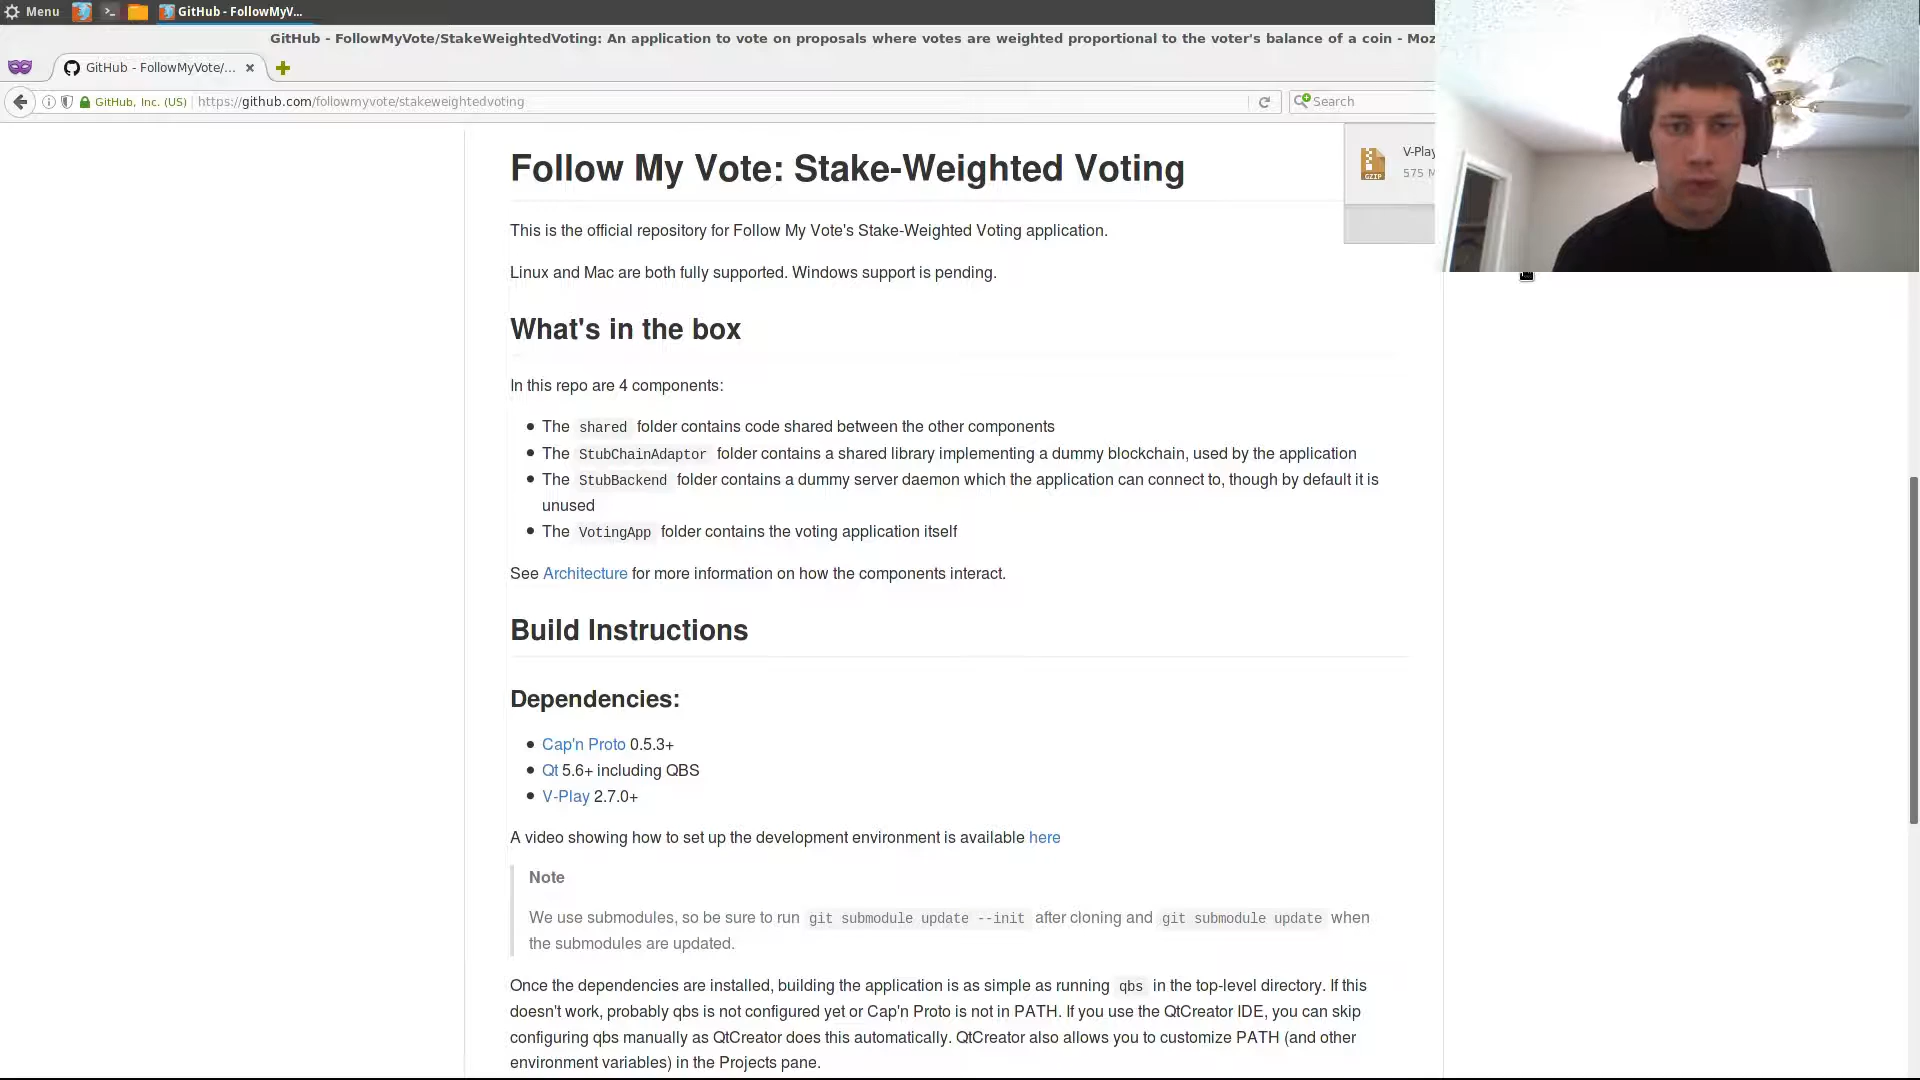 Menu
GitHub - FollowMyV...
GitHub - FollowMyVote/StakeWeightedVoting: An application to vote on proposals where votes are weighted proportional to the voter's balance of a coin - Moz
GitHub - FollowMyVote/...
GitHub, Inc. (US)
https://github.com/followmyvote/stakeweightedvoting
Search
V-Play
575 M
Follow My Vote: Stake-Weighted Voting
This is the official repository for Follow My Vote's Stake-Weighted Voting application.
Linux and Mac are both fully supported. Windows support is pending.
What's in the box
In this repo are 4 components:
The shared folder contains code shared between the other components
The StubChainAdaptor folder contains a shared library implementing a dummy blockchain, used by the application
The StubBackend folder contains a dummy server daemon which the application can connect to, though by default it is
unused
The VotingApp folder contains the voting application itself
See Architecture for more information on how the components interact.
Build Instructions
Dependencies:
Cap'n Proto 0.5.3+
Qt 5.6+ including QBS
V-Play 2.7.0+
A video showing how to set up the development environment is available here
Note
We use submodules, so be sure to run git submodule update --init after cloning and git submodule update when
the submodules are updated.
Once the dependencies are installed, building the application is as simple as running qbs in the top-level directory. If this
doesn't work, probably qbs is not configured yet or Cap'n Proto is not in PATH. If you use the QtCreator IDE, you can skip
configuring qbs manually as QtCreator does this automatically. QtCreator also allows you to customize PATH (and other
environment variables) in the Projects pane.